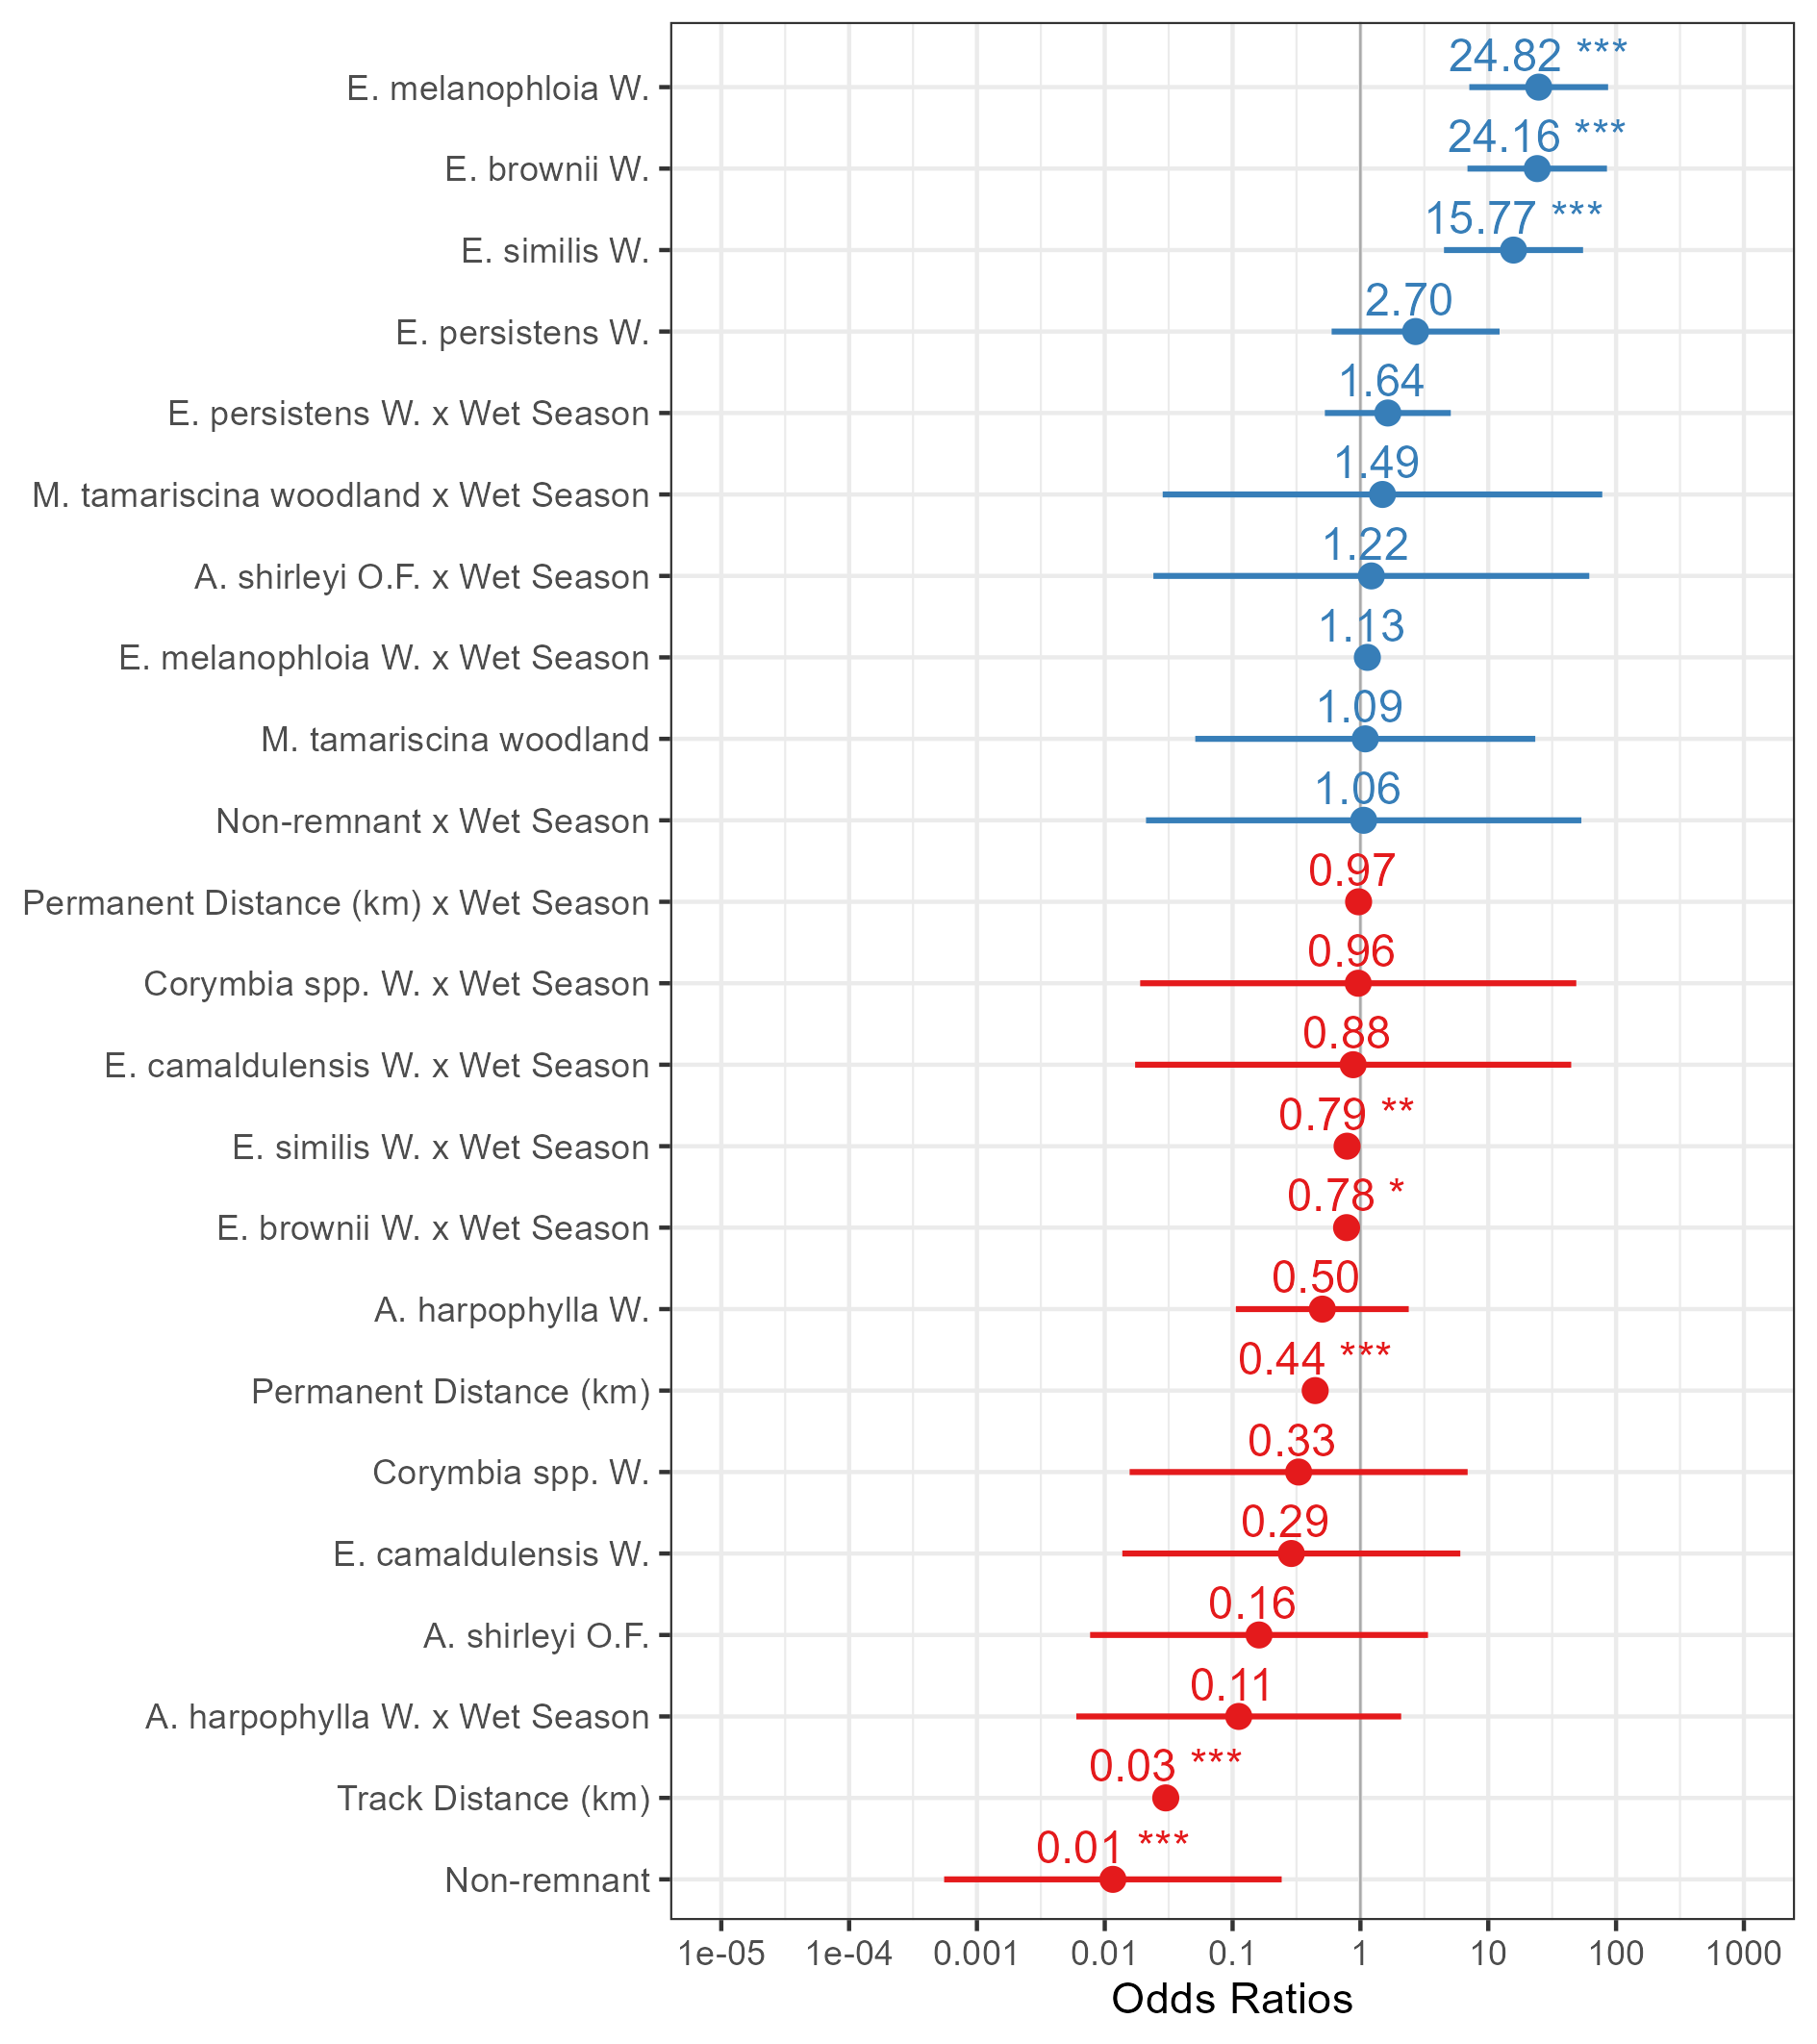 24.82 ***
E. melanophloia W.
24.16 ***
E. brownii W.
15.77 ***
E. similis W.
2.70
E. persistens W.
1.64
E. persistens W. x Wet Season
1.49
M. tamariscina woodland x Wet Season
1.22
A. shirleyi O.F. x Wet Season
1.13
E. melanophloia W. x Wet Season
1.09
M. tamariscina woodland
1.06
Non-remnant x Wet Season
0.97
Permanent Distance (km) x Wet Season
0.96
Corymbia spp. W. x Wet Season
0.88
E. camaldulensis W. x Wet Season
0.79 **
E. similis W. x Wet Season
0.78 *
E. brownii W. x Wet Season
0.50
A. harpophylla W.
0.44 ***
Permanent Distance (km)
0.33
Corymbia spp. W.
0.29
E. camaldulensis W.
0.16
A. shirleyi O.F.
0.11
A. harpophylla W. x Wet Season
0.03 ***
Track Distance (km)
0.01 ***
Non-remnant
1e-05 1e-04 0.001 0.01 0.1 1 10 100 1000
Odds Ratios